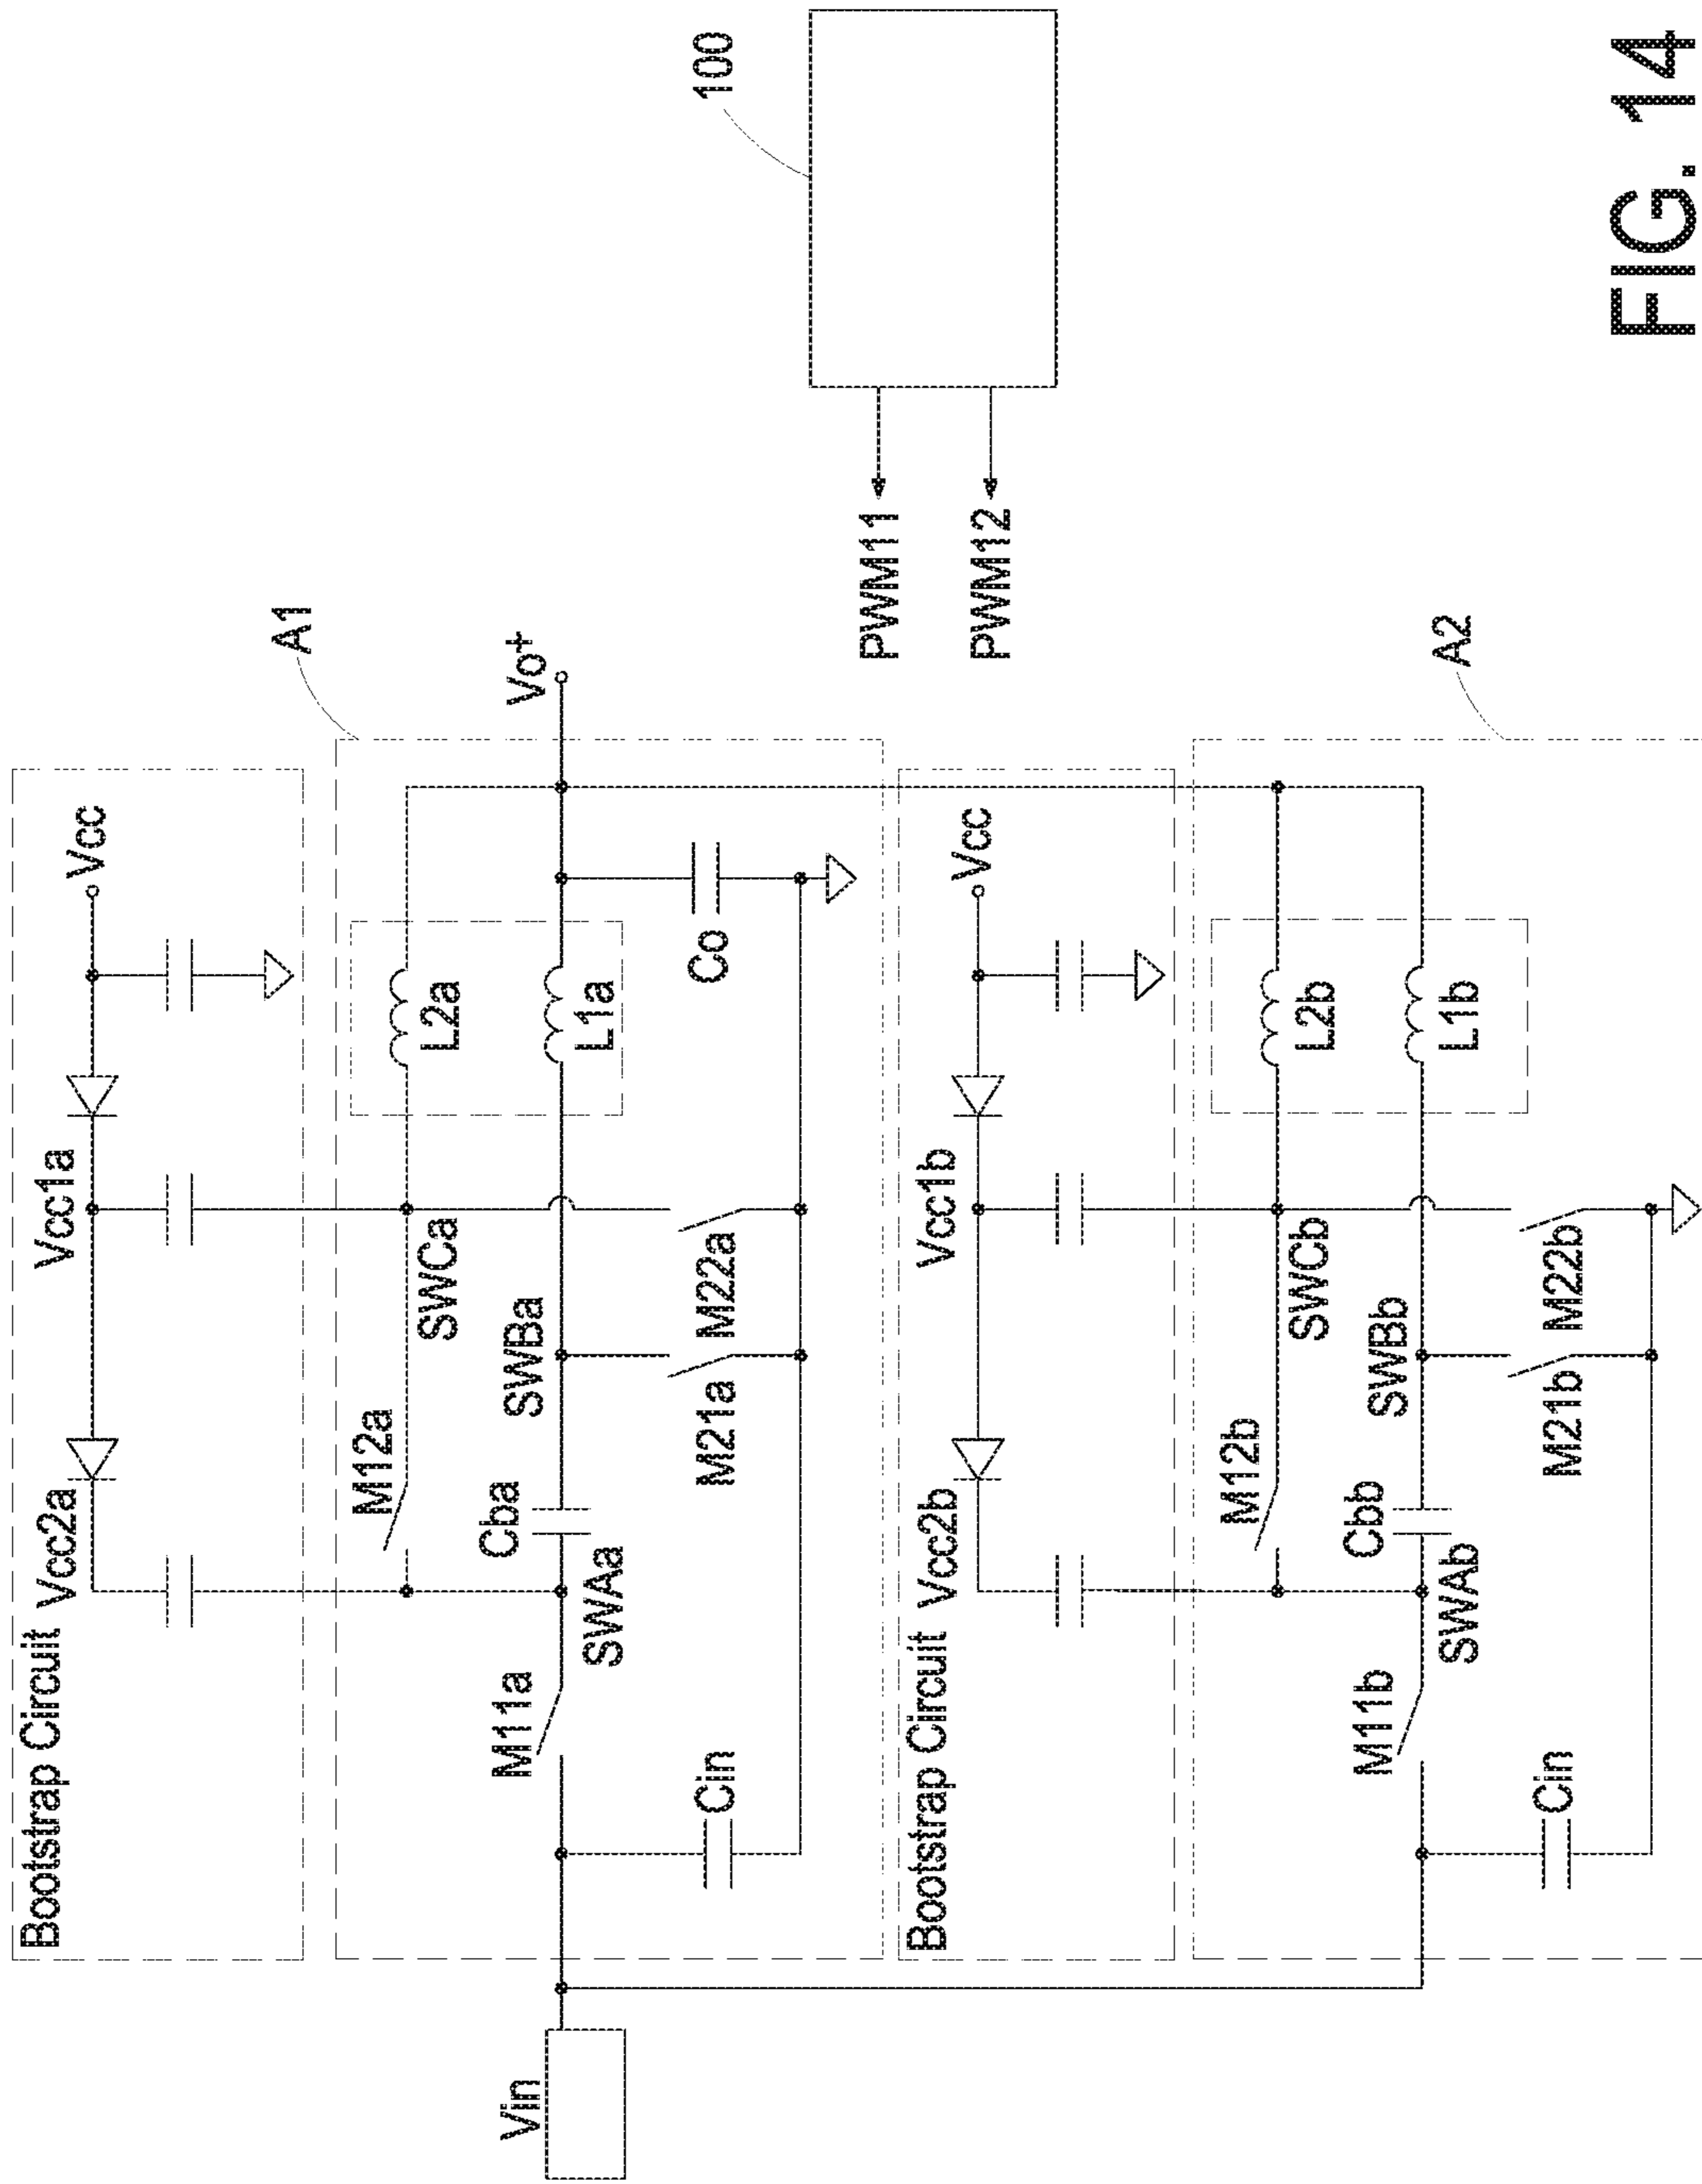 Bootstrap Circuit
Vcc2a
Vcc1a
Vcc
A1
100
M12a
SWCa
L2a
Vin
M11a
SWAa
Cba
SWBa
L1a
Vo+
Cin
M21a
M22a
Co
PWM11
PWM12
Bootstrap Circuit
Vcc2b
Vcc1b
Vcc
A2
M12b
SWCb
L2b
M11b
SWAb
Cbb
SWBb
L1b
Cin
M21b
M22b
FIG. 14